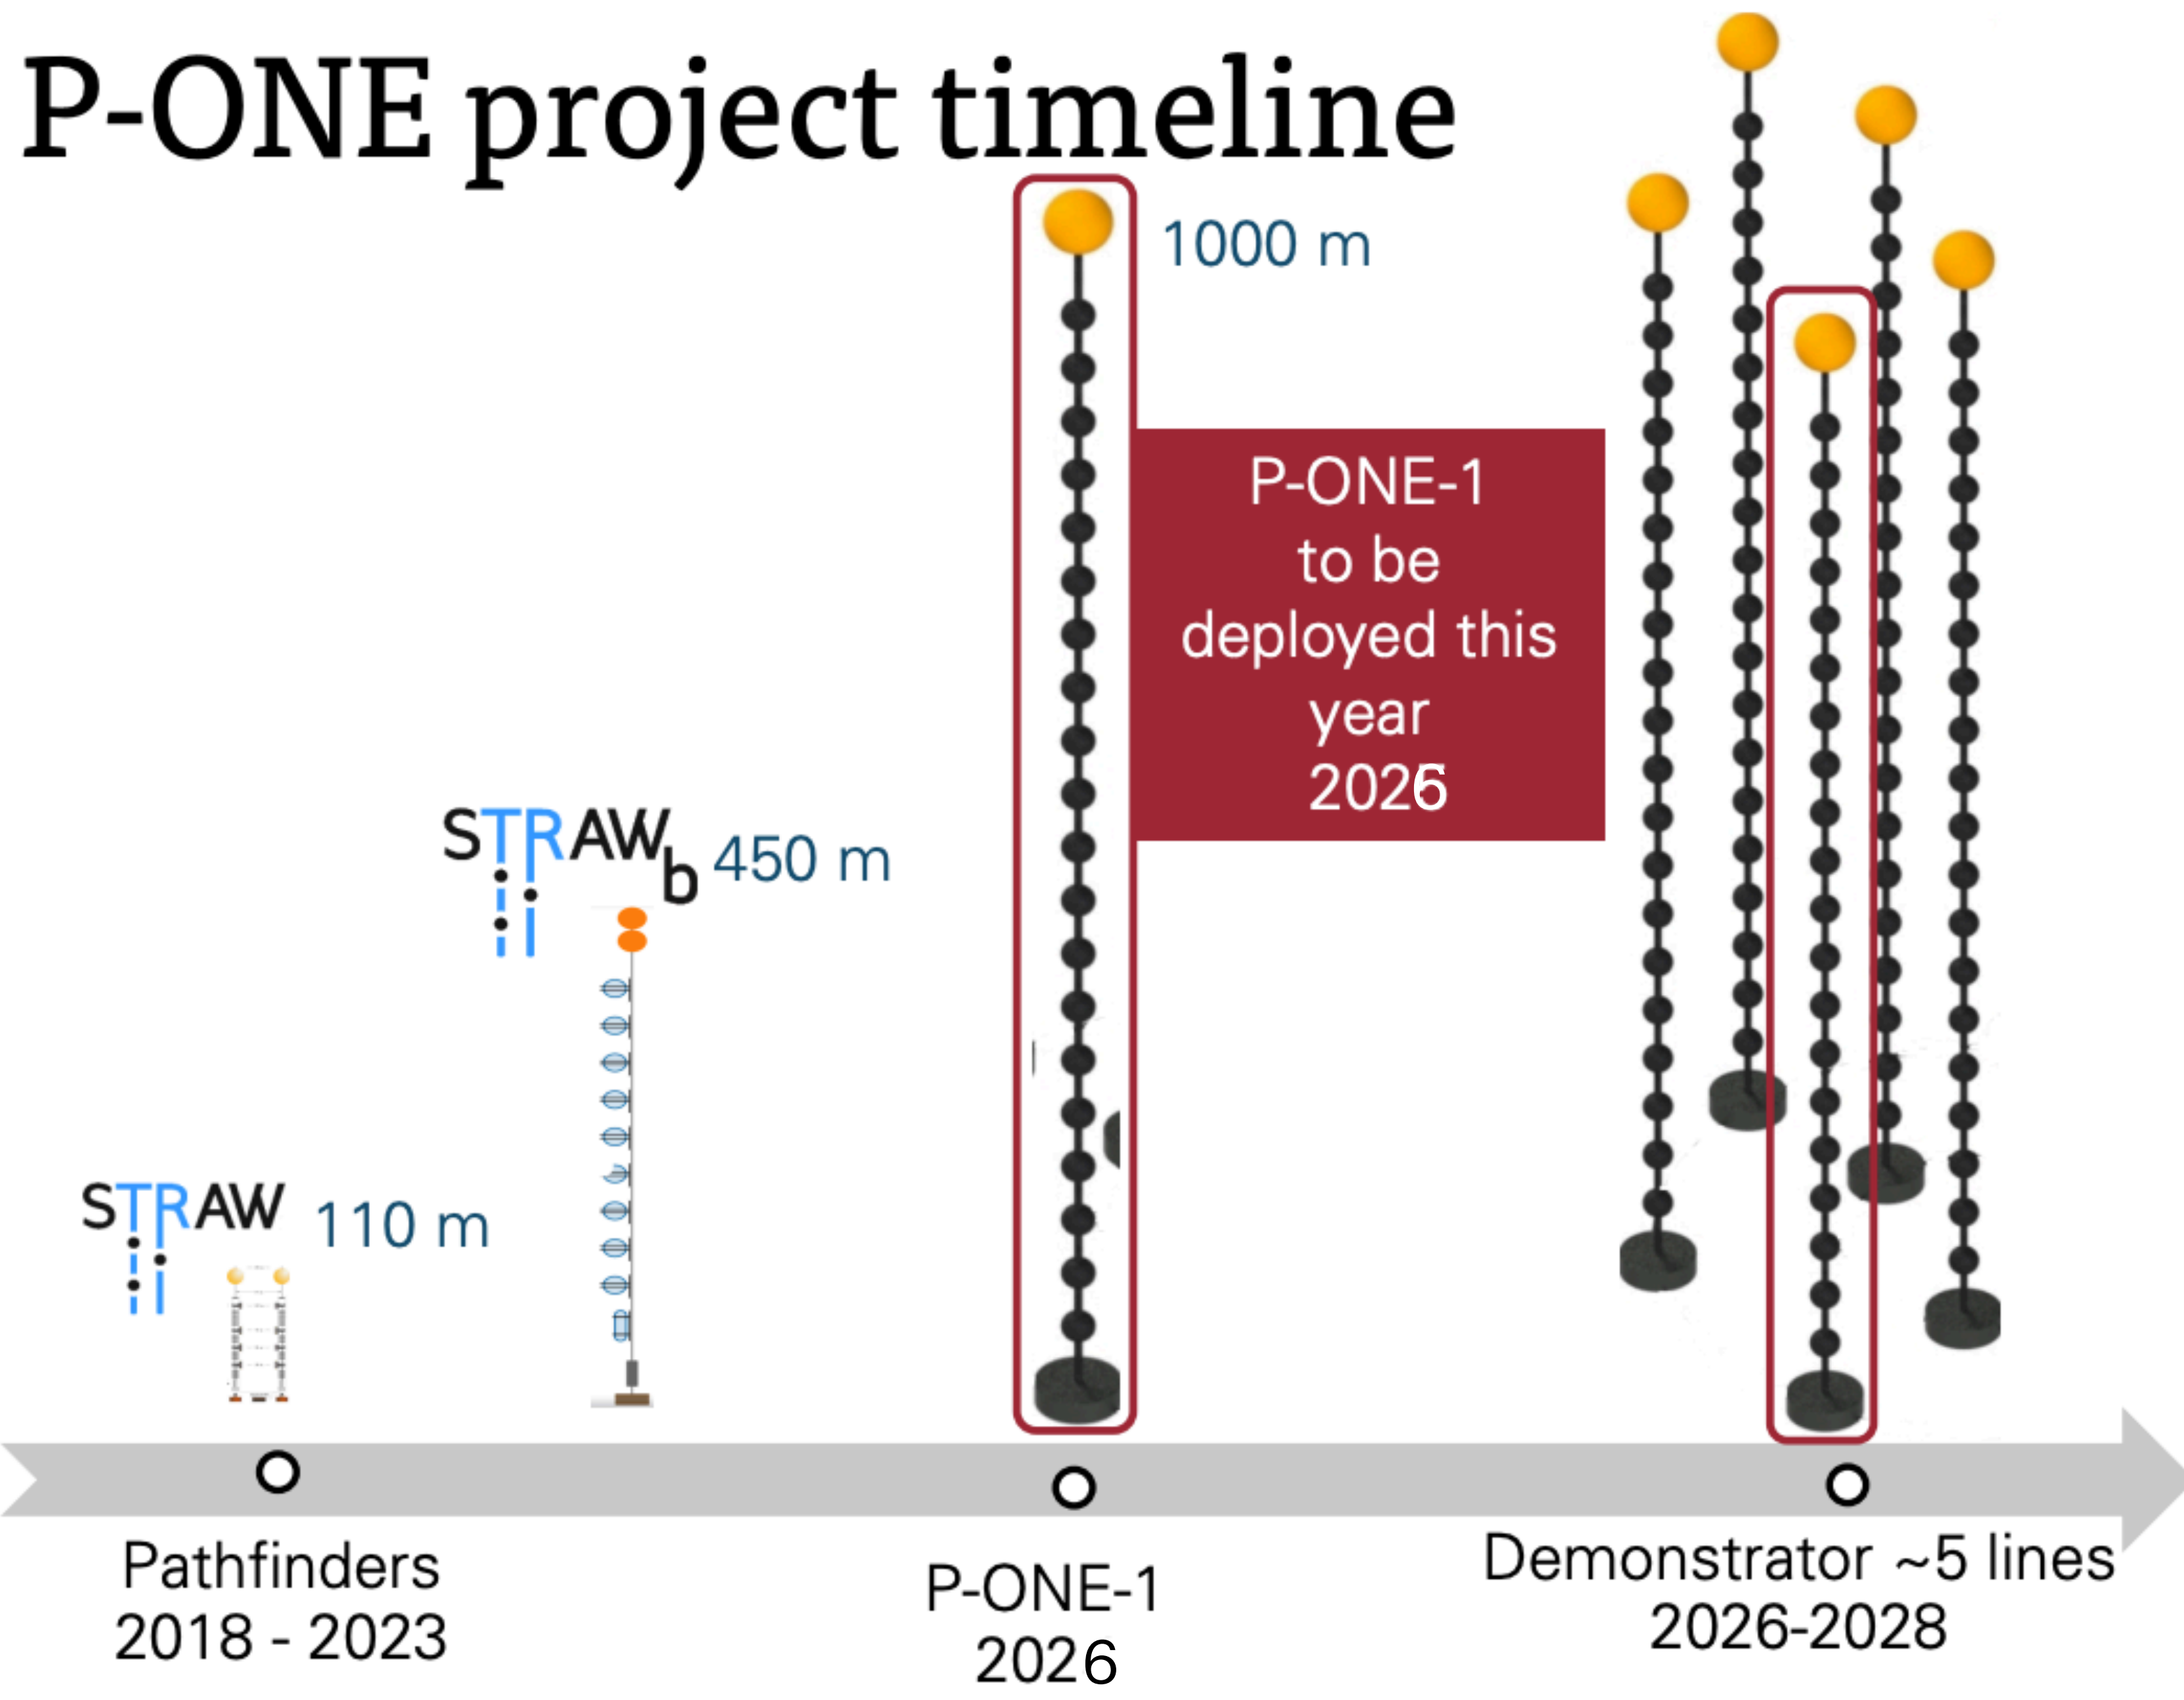 P-ONE project timeline
1000 m
P-ONE-1
to be
deployed this
year
2026
STRAWb
450 m
STRAW
110 m
Pathfinders
2018 - 2023
P-ONE-1
2026
Demonstrator ~5 lines
2026-2028